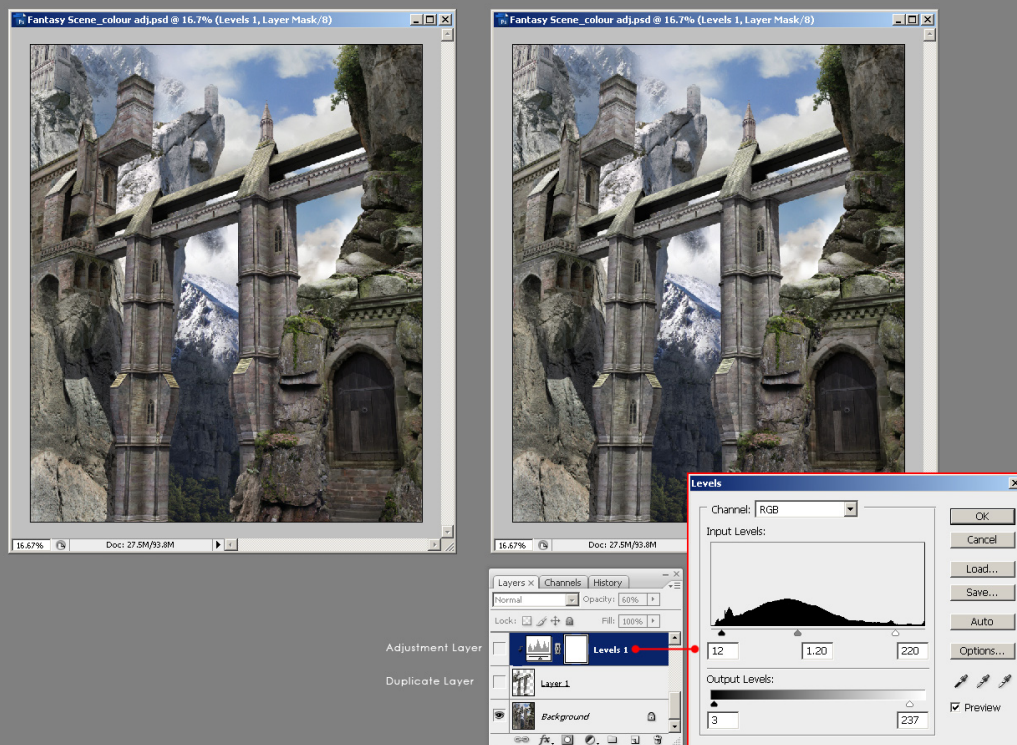 Fantasy Scene_colour adj.psd @ 16.7% (Levels 1, Layer Mask/8)
Fantasy Scene_colour adj.psd @ 16.7% (Levels 1, Layer Mask/8)
16.67% Doc: 27.5M/93.8M
16.67% Doc: 27.5M/93.8M
Layers × Channels History
Normal Opacity: 60%
Lock: Fill: 100%
Adjustment Layer
Levels 1
Duplicate Layer
Layer 1
Background
fx.
Levels
Channel: RGB
Input Levels:
12 1.20 220
Output Levels:
3 237
OK
Cancel
Load...
Save...
Auto
Options...
Preview